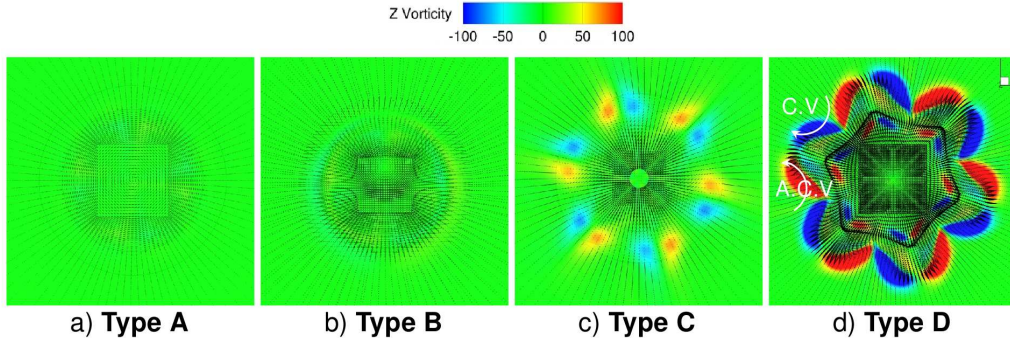 Z Vorticity
-100 -50 0 50 100
C.V
A.C.V
a) Type A
b) Type B
c) Type C
d) Type D